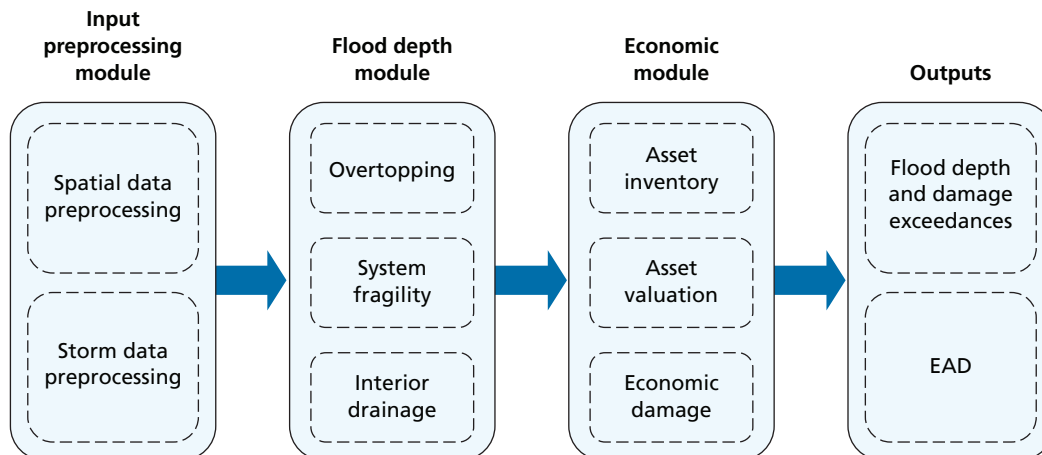 Input
preprocessing
module
Spatial data
preprocessing
Storm data
preprocessing
Flood depth
module
Overtopping
System
fragility
Interior
drainage
Economic
module
Asset
inventory
Asset
valuation
Economic
damage
Outputs
Flood depth
and damage
exceedances
EAD